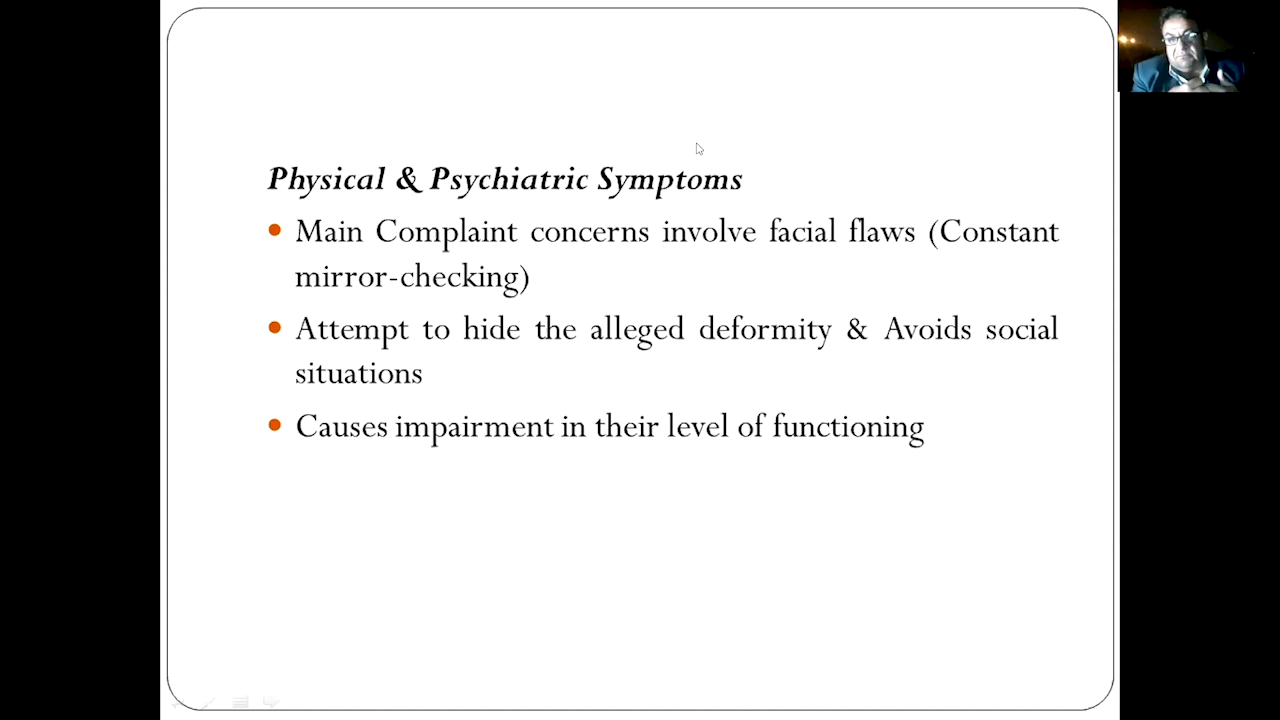 Physical & Psychiatric Symptoms
• Main Complaint concerns involve facial flaws (Constant
mirror-checking)
• Attempt to hide the alleged deformity & Avoids social
situations
• Causes impairment in their level of functioning